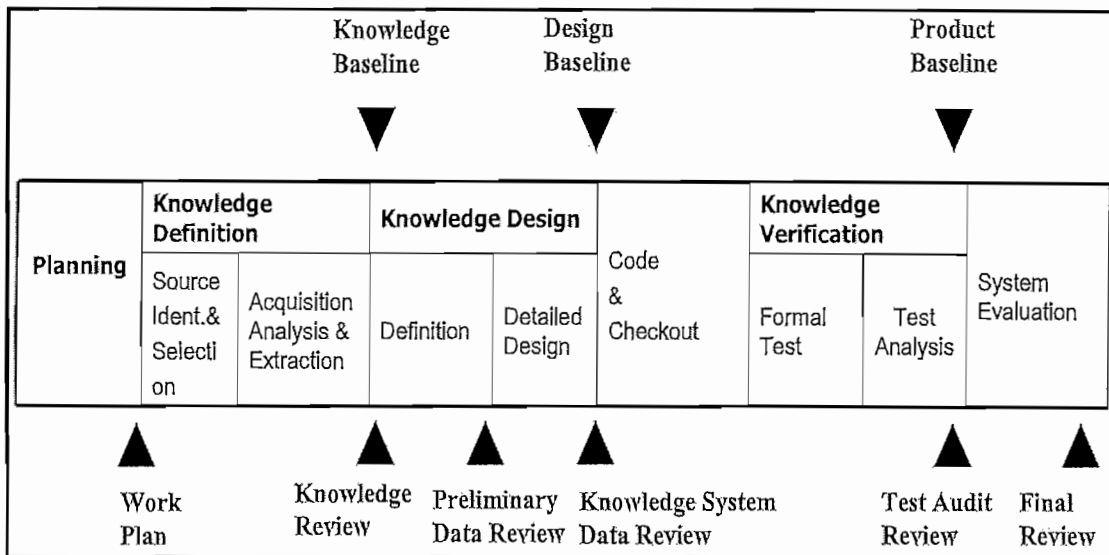 Knowledge
Baseline
Design
Baseline
Product
Baseline
Planning
Knowledge
Definition
Source
Ident.&
Selecti
on
Acquisition
Analysis &
Extraction
Knowledge Design
Definition
Detailed
Design
Code
&
Checkout
Knowledge
Verification
Formal
Test
Test
Analysis
System
Evaluation
Work
Plan
Knowledge
Review
Preliminary
Data Review
Knowledge System
Data Review
Test Audit
Review
Final
Review